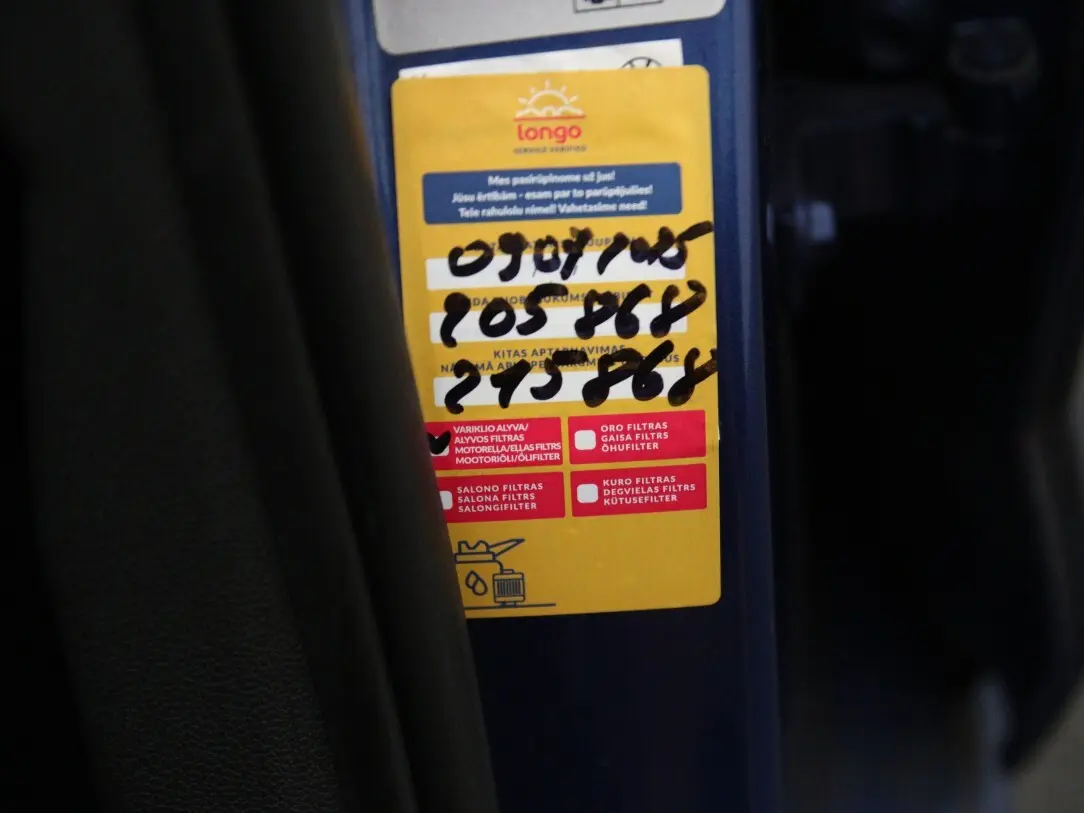 longo
Mes pasirūpinome už jus!
Jūsu ērtībām - esam par to parūpējušies!
Teie rahulolu nimel! Vahetasime need!
205 868
KITAS APTARNAVIMAS
215 868
VARIKLIO ALYVA/
ALYVOS FILTRAS
MOTOREĻĻA/EĻĻAS FILTRS
MOOTORIÕLI/ÕLIFILTER
ORO FILTRAS
GAISA FILTRS
ÕHUFILTER
SALONO FILTRAS
SALONA FILTRS
SALONGIFILTER
KURO FILTRAS
DEGVIELAS FILTRS
KÜTUSEFILTER